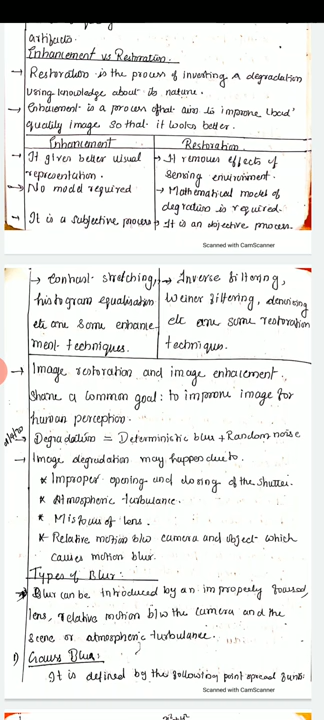 artifacts.
Enhancement vs Restoration.
→ Restoration is the process of inverting a degradation
using knowledge about its nature.
→ Enhancement is a process that aim to improve 'bad'
quality image so that it looks better.
Enhancement Restoration
→ It gives better visual → It removes effects of
representation. sensing environment.
→ No model required → Mathematical model of
degration is required.
→ It is a subjective process → It is an objective process.
Scanned with CamScanner
→ Contrast stretching, → Inverse filtering,
histogram equalisation Weiner filtering, denoising
etc are some enhance etc are some restoration
ment techniques. techniques.
→ Image restoration and image enhacement.
share a common goal: to improve image for
human perception.
→ Degradation = Deterministic blur + Random noise
→ Image degradation may happen due to.
* Improper opening and closing of the shutter.
* Atmospheric turbulance.
* Misfocus of lens.
* Relative motion b/w camera and object which
causes motion blur.
Types of Blur:
→ Blur can be introduced by an improperly focused
lens, relative motion b/w the camera and the
scene or atmospheric turbulance.
1) Gauss Blur:
It is defined by the following point spread func:
Scanned with CamScanner